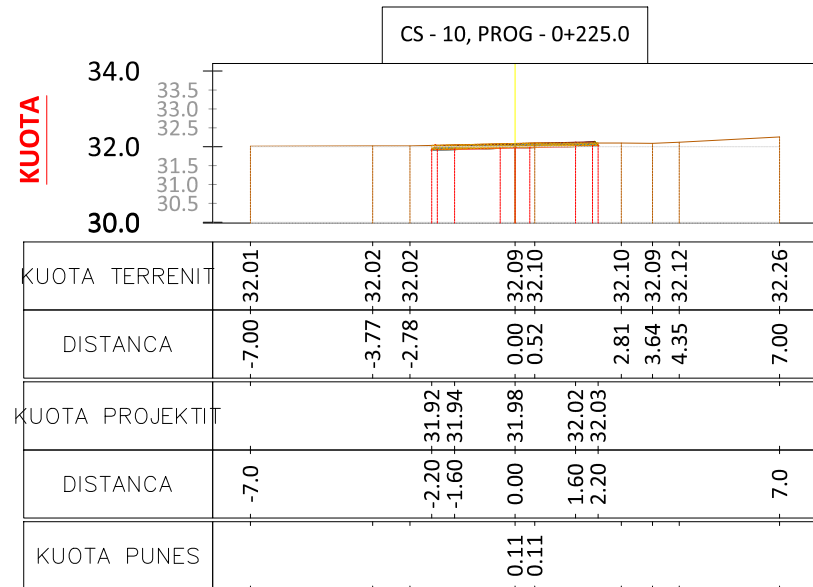 CS - 10, PROG - 0+225.0
KUOTA
34.0
33.5
33.0
32.5
32.0
31.5
31.0
30.5
30.0
KUOTA TERRENIT 32.01 32.02 32.02 32.09 32.10 32.10 32.09 32.12 32.26
DISTANCA -7.00 -3.77 -2.78 0.00 0.52 2.81 3.64 4.35 7.00
KUOTA PROJEKTIT 31.92 31.94 31.98 32.02 32.03
DISTANCA -7.0 -2.20 -1.60 0.00 1.60 2.20 7.0
KUOTA PUNES 0.11 0.11